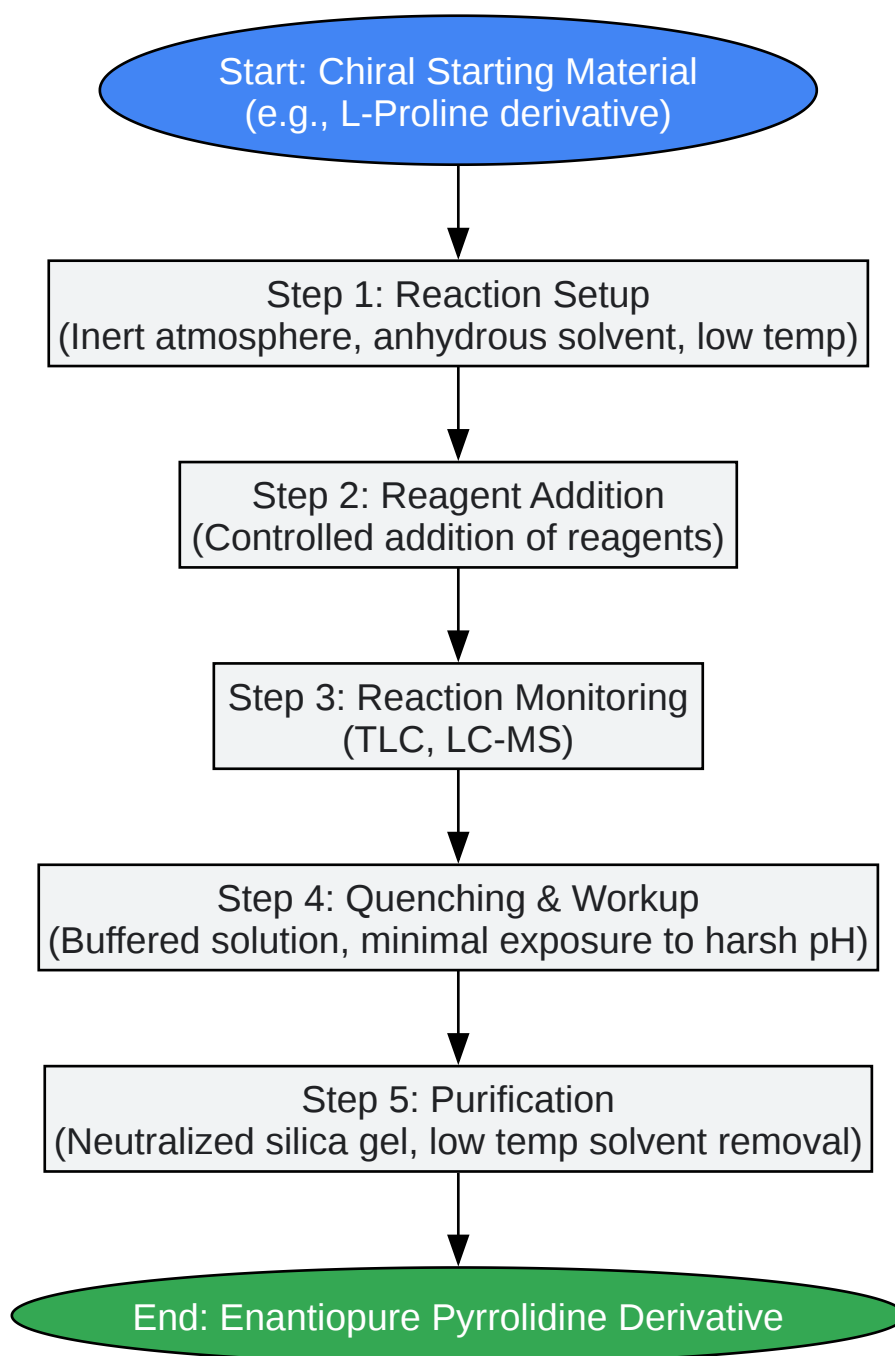 Start: Chiral Starting Material
(e.g., L-Proline derivative)
Step 1: Reaction Setup
(Inert atmosphere, anhydrous solvent, low temp)
Step 2: Reagent Addition
(Controlled addition of reagents)
Step 3: Reaction Monitoring
(TLC, LC-MS)
Step 4: Quenching & Workup
(Buffered solution, minimal exposure to harsh pH)
Step 5: Purification
(Neutralized silica gel, low temp solvent removal)
End: Enantiopure Pyrrolidine Derivative